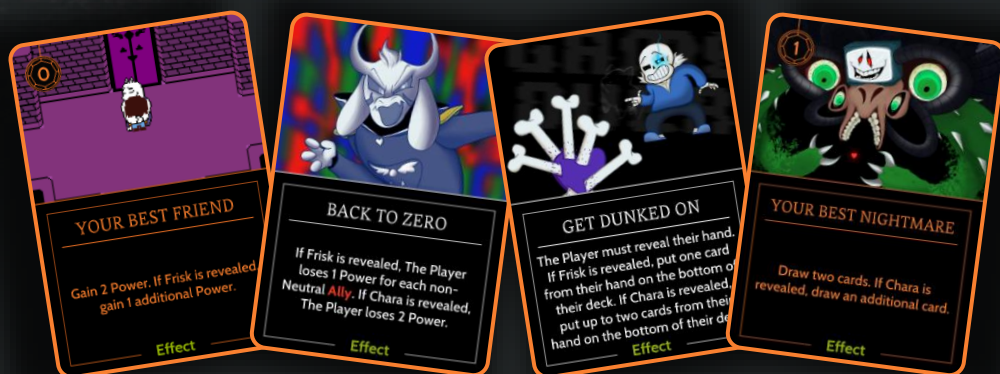 0
YOUR BEST FRIEND
Gain 2 Power. If Frisk is revealed,
gain 1 additional Power.
Effect
BACK TO ZERO
If Frisk is revealed, The Player
loses 1 Power for each non-
Neutral Ally. If Chara is revealed,
The Player loses 2 Power.
Effect
GET DUNKED ON
The Player must reveal their hand.
If Frisk is revealed, put one card
from their hand on the bottom of
their deck. If Chara is revealed,
put up to two cards from their
hand on the bottom of their de
Effect
1
YOUR BEST NIGHTMARE
Draw two cards. If Chara is
revealed, draw an additional card.
Effect